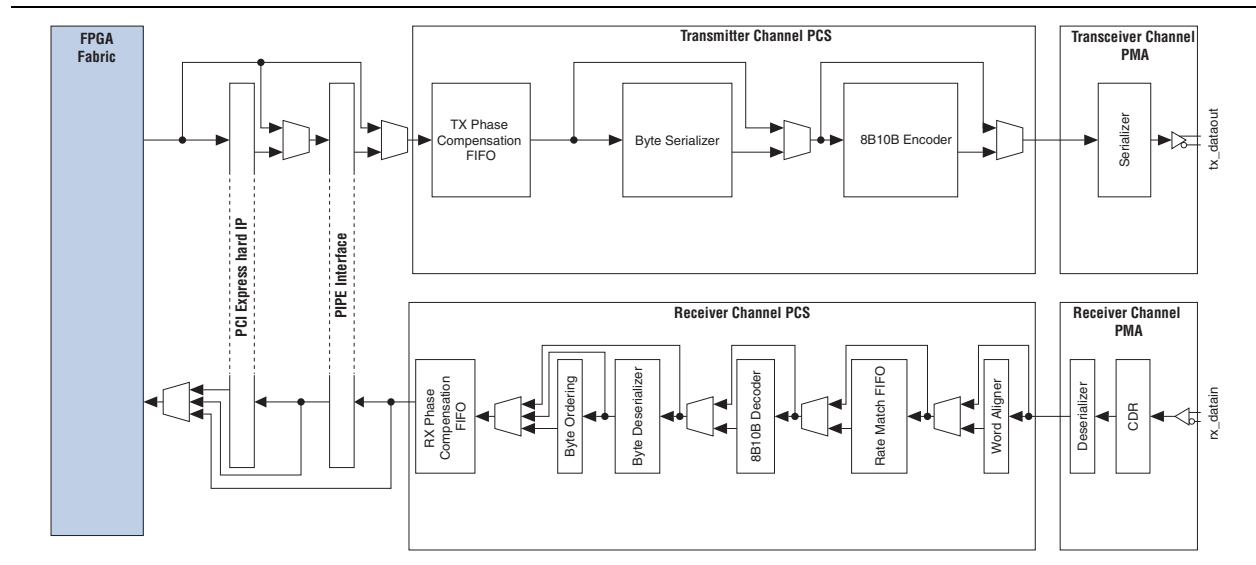 FPGA
Fabric
PCI Express hard IP
PIPE Interface
Transmitter Channel PCS
TX Phase
Compensation
FIFO
Byte Serializer
8B10B Encoder
Transceiver Channel
PMA
Serializer
tx_dataout
Receiver Channel PCS
RX Phase
Compensation
FIFO
Byte Ordering
Byte Deserializer
8B10B Decoder
Rate Match FIFO
Word Aligner
Receiver Channel
PMA
Deserializer
CDR
rx_datain